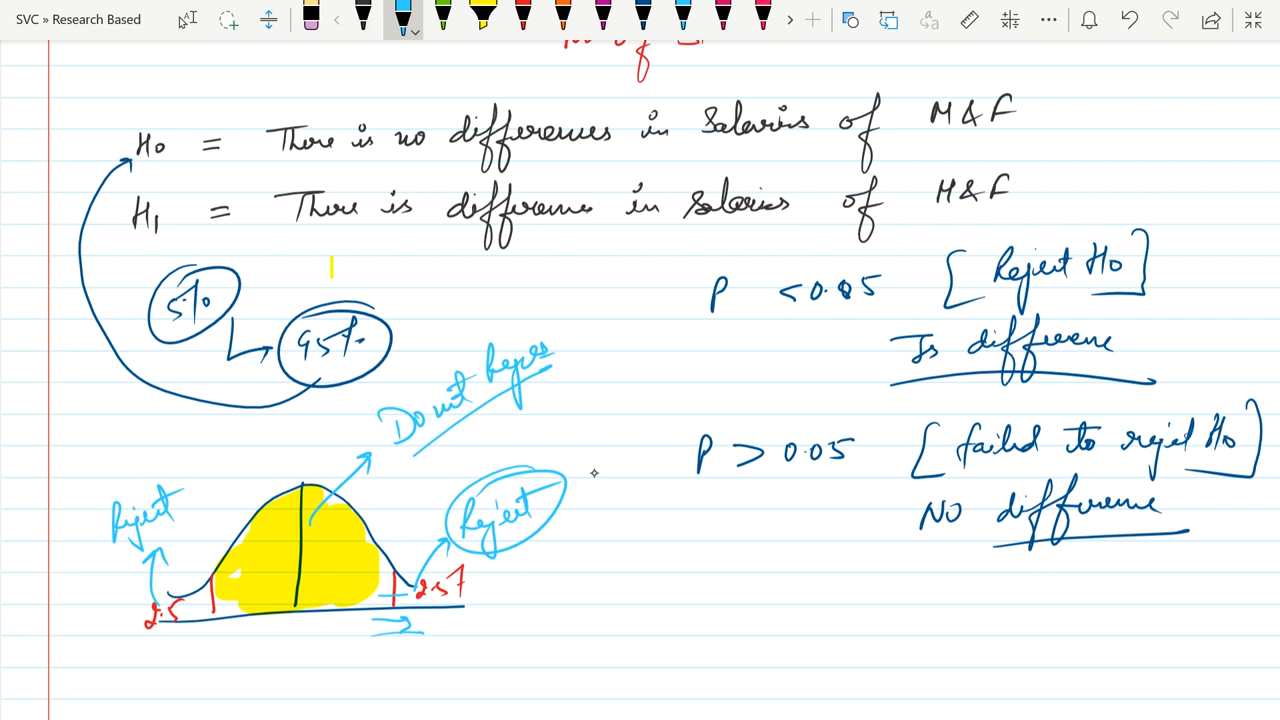 SVC » Research Based
H0 = There is no differences in Salaries of M&F
H1 = There is difference in Salaries of M&F
5%
95%
P <0.05 [Reject H0]
Is difference
Do not
P > 0.05 [failed to reject H0]
No difference
Reject
Reject
2.5
2.5